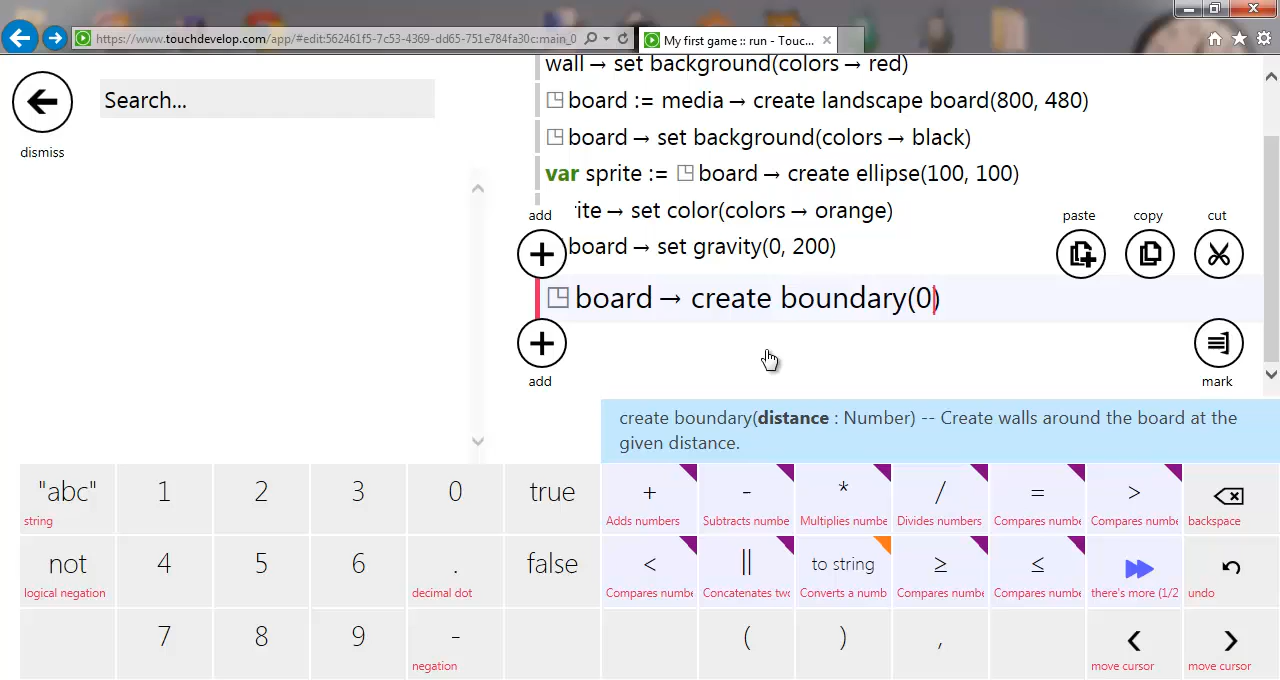 https://www.touchdevelop.com/app/#edit:562461f5-7c53-4369-dd65-751e784fa30c:main_0
My first game :: run - Touc...
dismiss
Search...
wall → set background(colors → red)
board := media → create landscape board(800, 480)
board → set background(colors → black)
var sprite := board → create ellipse(100, 100)
add
ite → set color(colors → orange)
paste
copy
cut
board → set gravity(0, 200)
board → create boundary(0)
add
mark
create boundary(distance : Number) -- Create walls around the board at the
given distance.
"abc" 1 2 3 0 true + - * / = >
string Adds numbers Subtracts numbe Multiplies numbe Divides numbers Compares numbe Compares numbe backspace
not 4 5 6 . false < || to string ≥ ≤
logical negation decimal dot Compares numbe Concatenates two Converts a numb Compares numbe Compares numbe there's more (1/2 undo
7 8 9 - ( ) ,
negation move cursor move cursor